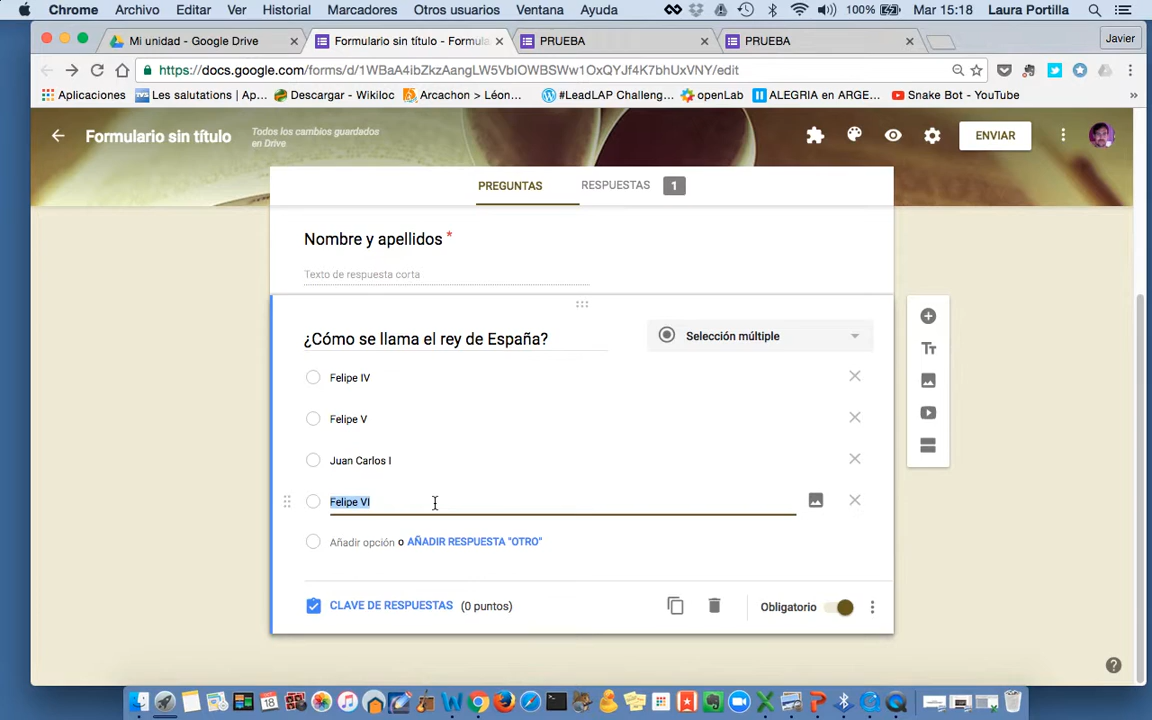 Chrome Archivo Editar Ver Historial Marcadores Otros usuarios Ventana Ayuda 100% Mar 15:18 Laura Portilla
Mi unidad - Google Drive Formulario sin título - Formula PRUEBA PRUEBA Javier
https://docs.google.com/forms/d/1WBaA4ibZkzAangLW5VbIOWBSWw1OxQYJf4K7bhUxVNY/edit
Aplicaciones Les salutations | Ap... Descargar - Wikiloc Arcachon > Léon... #LeadLAP Challeng... openLab ALEGRIA en ARGE... Snake Bot - YouTube »
Formulario sin título
Todos los cambios guardados
en Drive
ENVIAR
PREGUNTAS RESPUESTAS 1
Nombre y apellidos *
Texto de respuesta corta
¿Cómo se llama el rey de España? Selección múltiple
Felipe IV
Felipe V
Juan Carlos I
Felipe VI
Añadir opción o AÑADIR RESPUESTA "OTRO"
CLAVE DE RESPUESTAS (0 puntos) Obligatorio